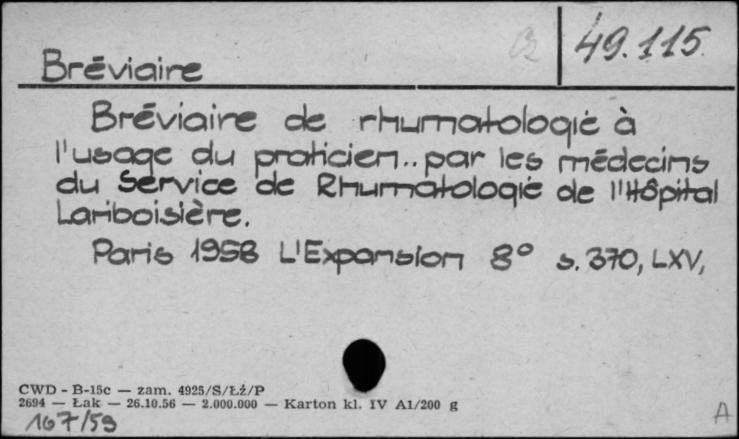 49.115
Bréviaire
Bréviaire de rhumatologie à
l'usage du praticien.. par les médecins
du Service de Rhumatologie de l'Hôpital
Lariboisière.
Paris 1958 L'Expansion 8° s. 370, LXV,
CWD - B-15c — zam. 4925/S/Łż/P
2694 — Łak — 26.10.56 — 2.000.000 — Karton kl. IV A1/200 g
167/59
A